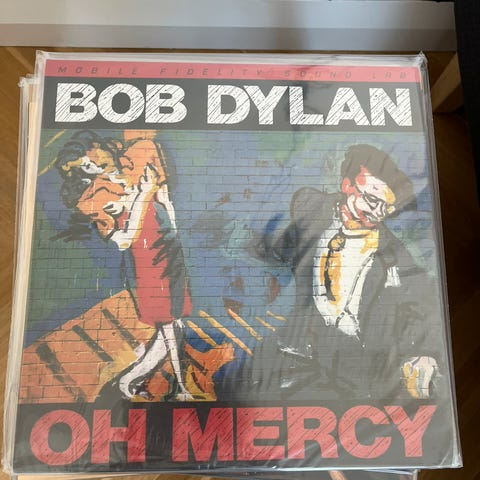 MOBILE FIDELITY SOUND LAB
BOB DYLAN
OH MERCY